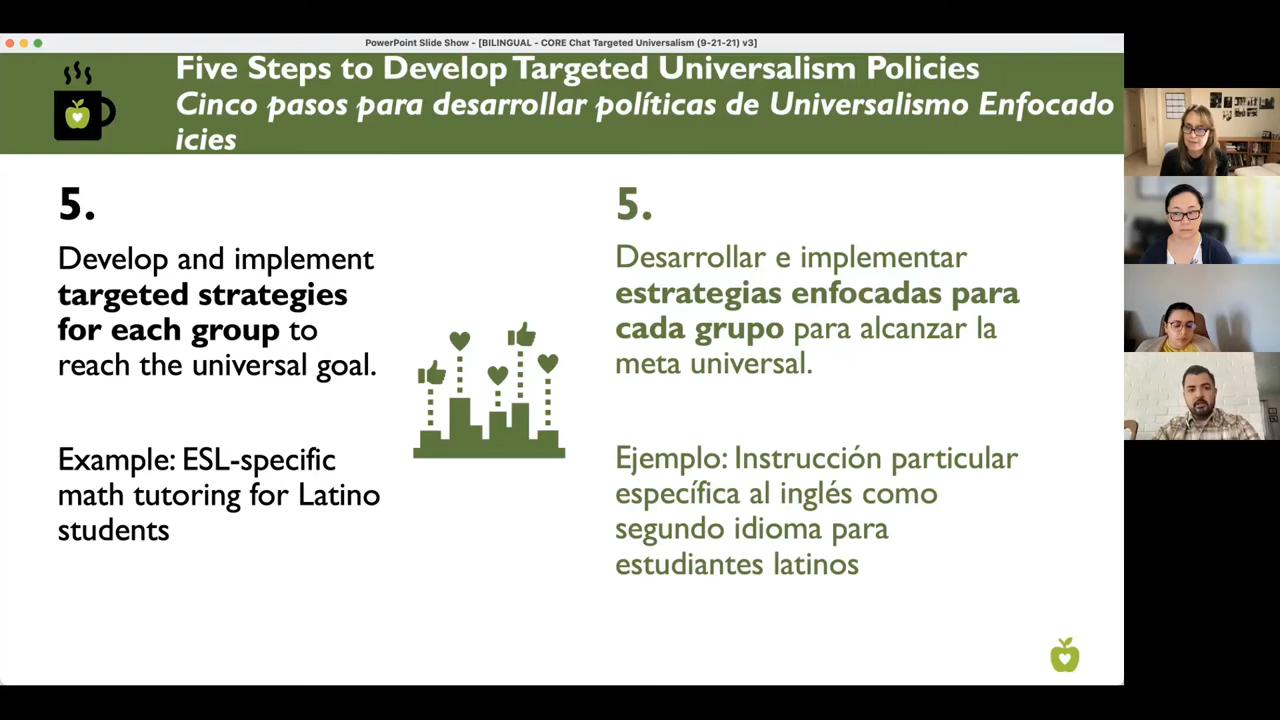 PowerPoint Slide Show - [BILINGUAL - CORE Chat Targeted Universalism (9-21-21) v3]
Five Steps to Develop Targeted Universalism Policies
Cinco pasos para desarrollar políticas de Universalismo Enfocado
icies
5.
Develop and implement
targeted strategies
for each group to
reach the universal goal.
Example: ESL-specific
math tutoring for Latino
students
5.
Desarrollar e implementar
estrategias enfocadas para
cada grupo para alcanzar la
meta universal.
Ejemplo: Instrucción particular
específica al inglés como
segundo idioma para
estudiantes latinos